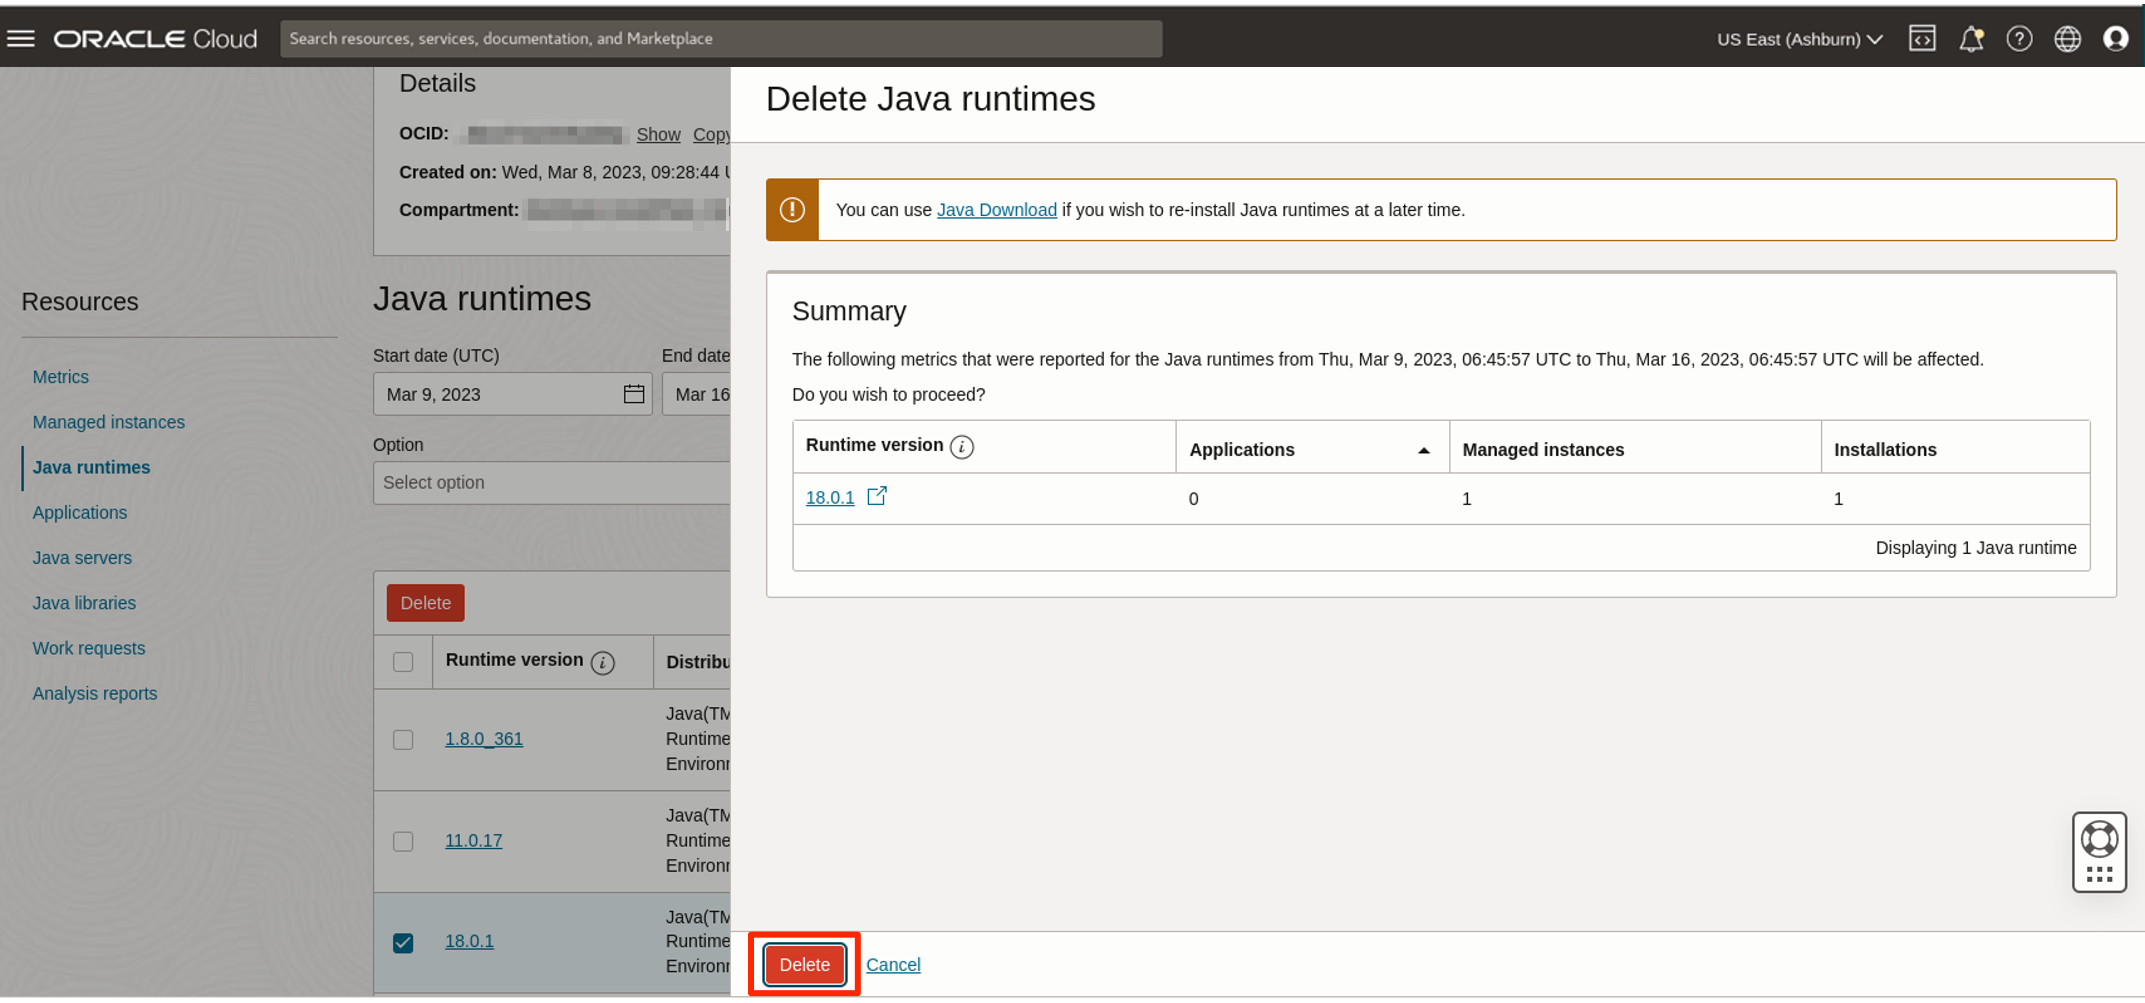 ORACLE Cloud
Search resources, services, documentation, and Marketplace
US East (Ashburn)
Details
OCID: Show Copy
Created on: Wed, Mar 8, 2023, 09:28:44
Compartment:
Resources
Metrics
Managed instances
Java runtimes
Applications
Java servers
Java libraries
Work requests
Analysis reports
Java runtimes
Start date (UTC) End date
Mar 9, 2023 Mar 16
Option
Select option
Delete
Runtime version Distribu
1.8.0_361
Java(TM
Runtime
Environ
11.0.17
Java(TM
Runtime
Environ
18.0.1
Java(TM
Runtime
Environ
Delete Java runtimes
You can use Java Download if you wish to re-install Java runtimes at a later time.
Summary
The following metrics that were reported for the Java runtimes from Thu, Mar 9, 2023, 06:45:57 UTC to Thu, Mar 16, 2023, 06:45:57 UTC will be affected.
Do you wish to proceed?
Runtime version Applications Managed instances Installations
18.0.1 0 1 1
Displaying 1 Java runtime
Delete Cancel